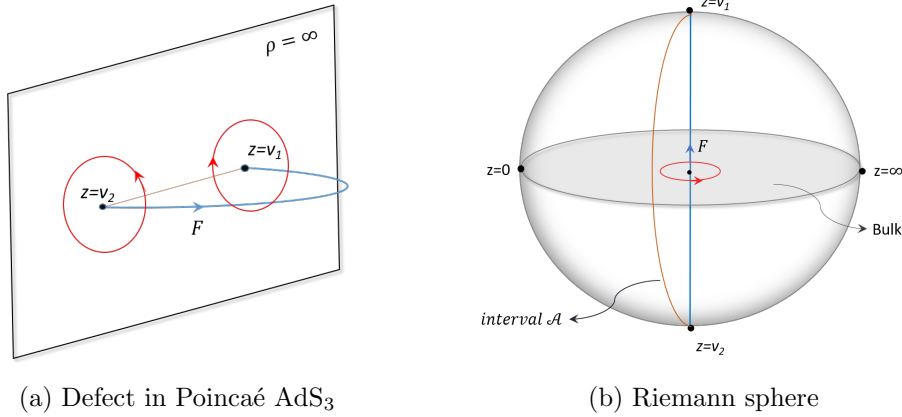 ρ = ∞
z=v₁
z=v₂
F
(a) Defect in Poincaé AdS₃
z=v₁
F
z=0
z=∞
Bulk
interval 𝒜
z=v₂
(b) Riemann sphere